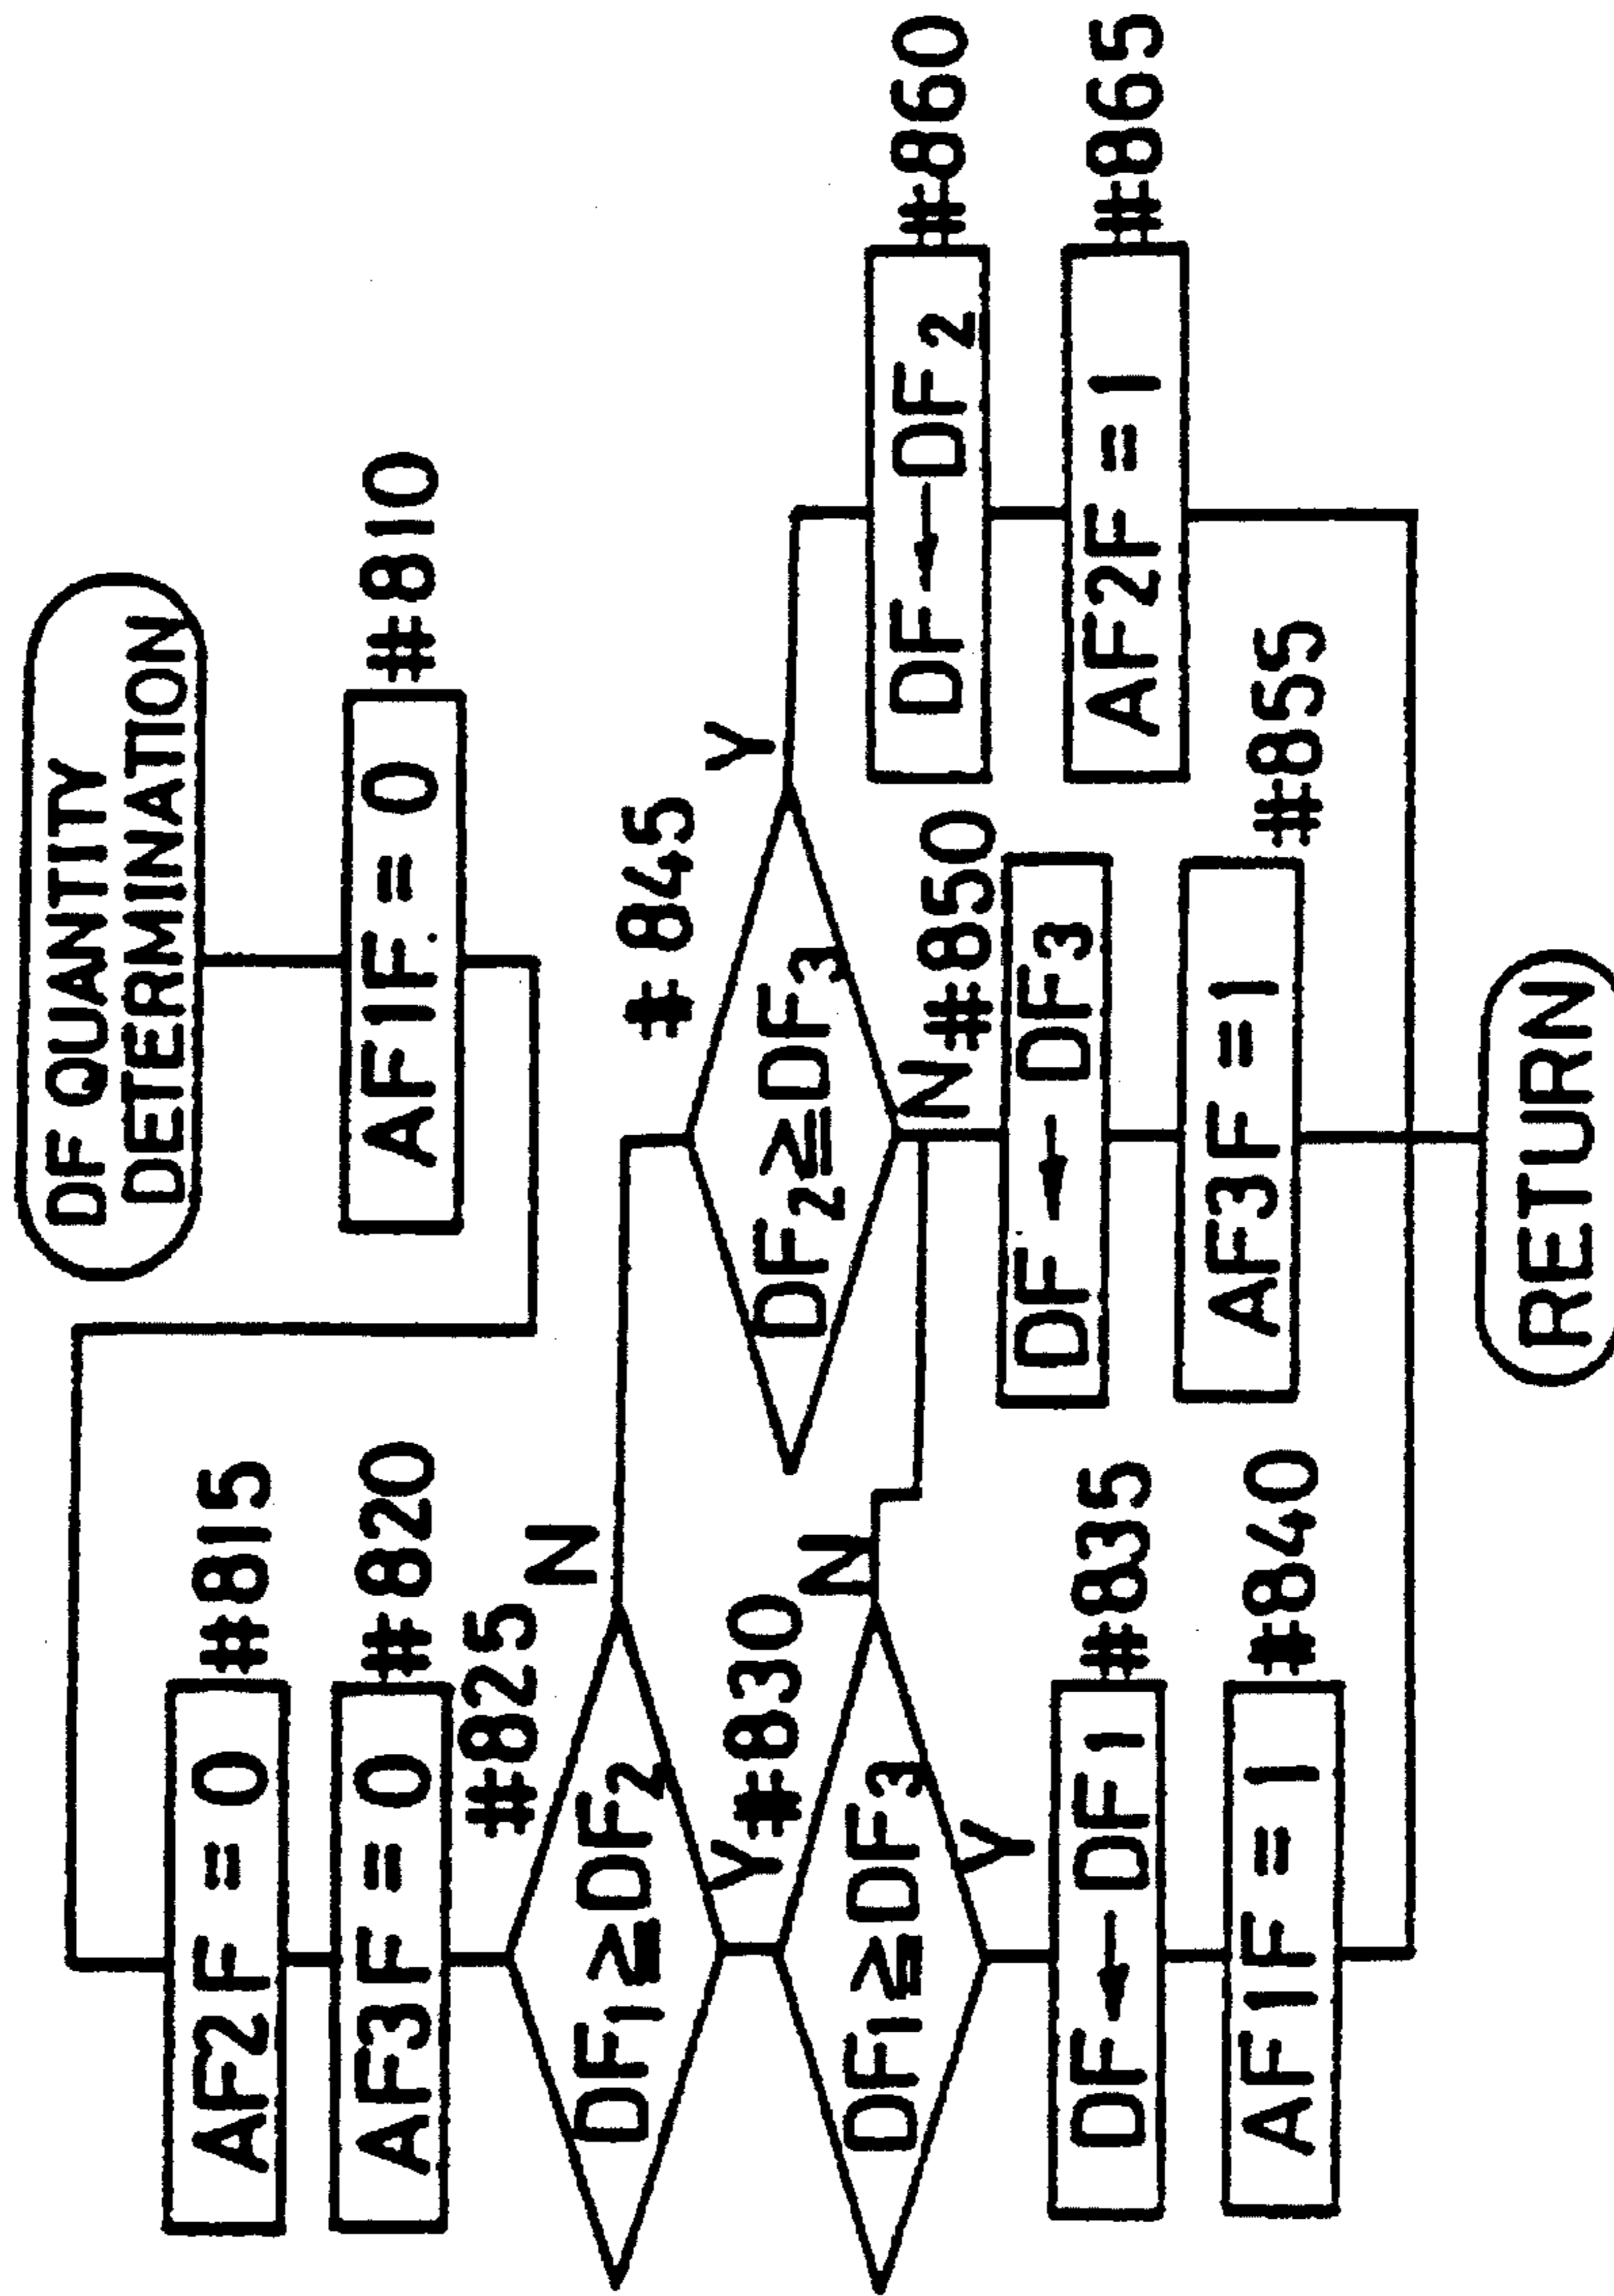 DF QUANTITY
DETERMINATION
AF1F = 0
#810
AF2F = 0
#815
AF3F = 0
#820
#825
DF₁≧DF₂
N
Y
#830
DF₁≧DF₃
N
Y
DF←DF1
#835
AF1F = 1
#840
#845
DF₂≧DF₃
Y
N
#850
DF←DF₃
AF3F = 1
#855
DF←DF₂
#860
AF2F = 1
#865
RETURN